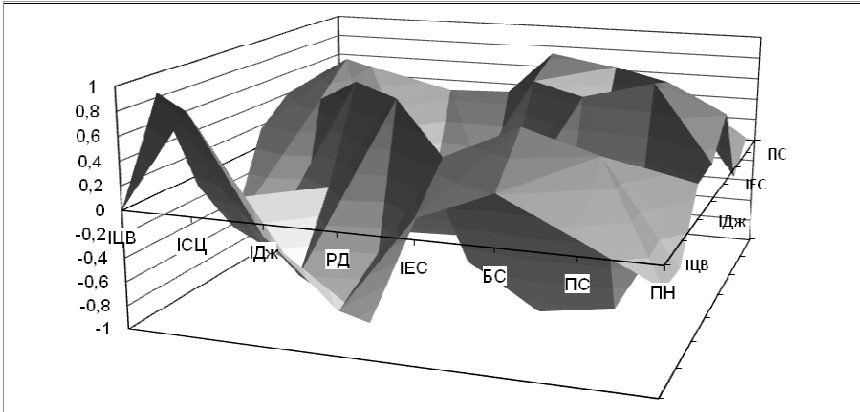 1
0,8
0,6
0,4
0,2
0
-0,2
-0,4
-0,6
-0,8
-1
ІЦВ
ІСЦ
ІДж
РД
ІЕС
БС
ПС
ПН
ІЦВ
ІДж
ІЕС
ПС